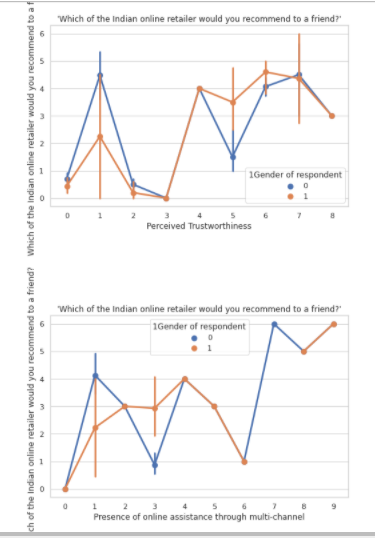 'Which of the Indian online retailer would you recommend to a friend?'
Which of the Indian online retailer would you recommend to a f
6
5
4
3
2
1
0
1Gender of respondent
0
1
0 1 2 3 4 5 6 7 8
Perceived Trustworthiness
'Which of the Indian online retailer would you recommend to a friend?'
ch of the Indian online retailer would you recommend to a friend?
6
5
4
3
2
1
0
1Gender of respondent
0
1
0 1 2 3 4 5 6 7 8 9
Presence of online assistance through multi-channel